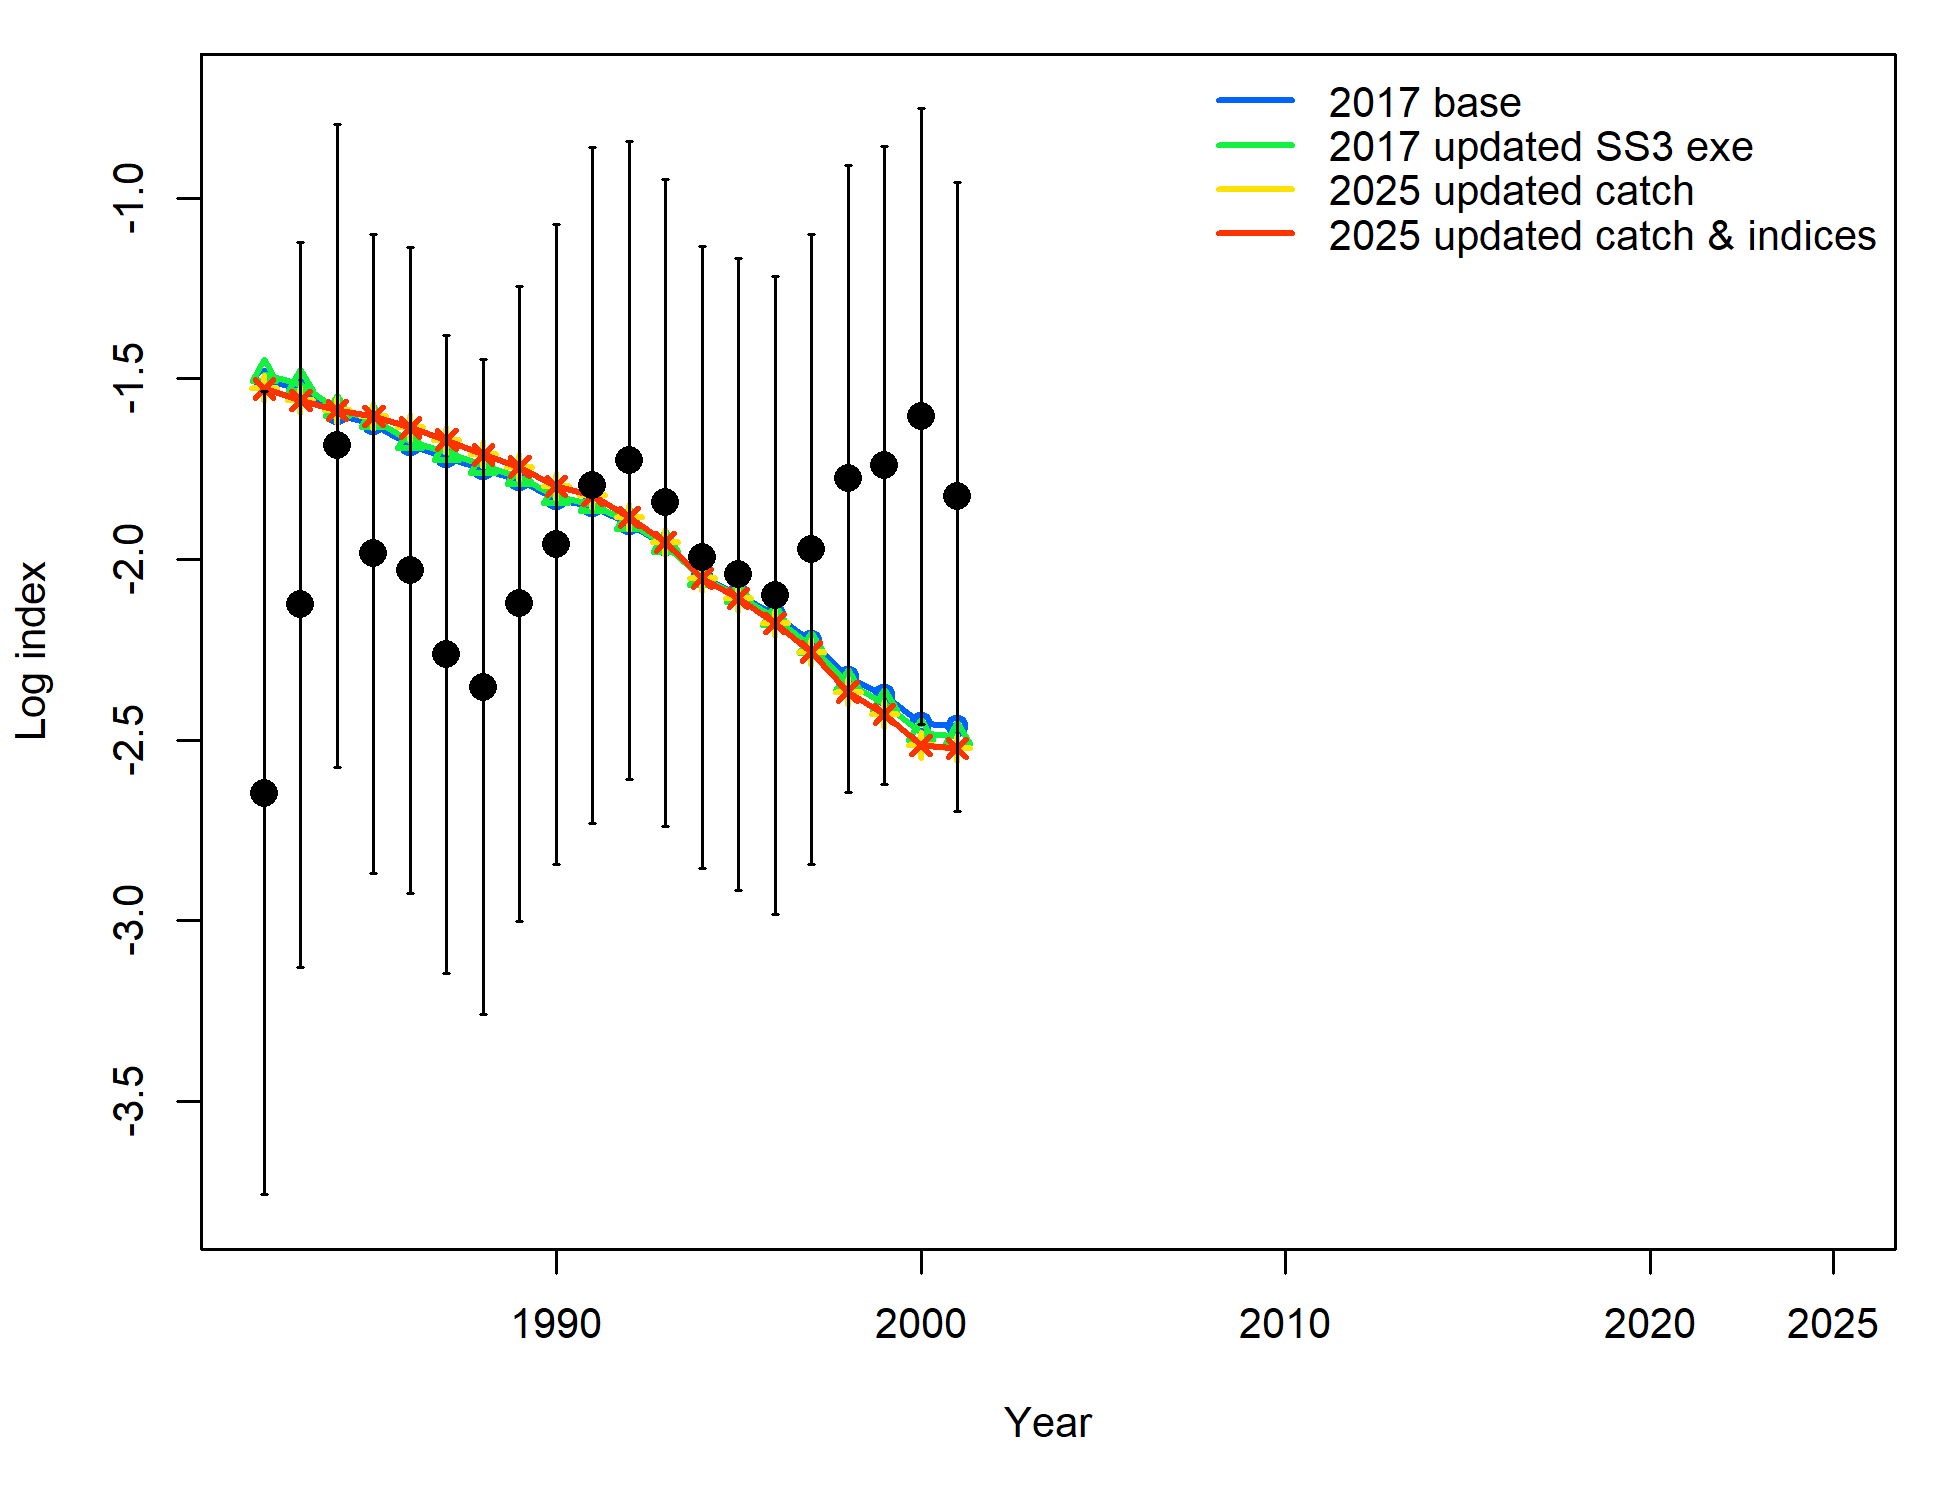 2017 base
2017 updated SS3 exe
2025 updated catch
2025 updated catch & indices
Log index
-1.0
-1.5
-2.0
-2.5
-3.0
-3.5
1990
2000
2010
2020
2025
Year